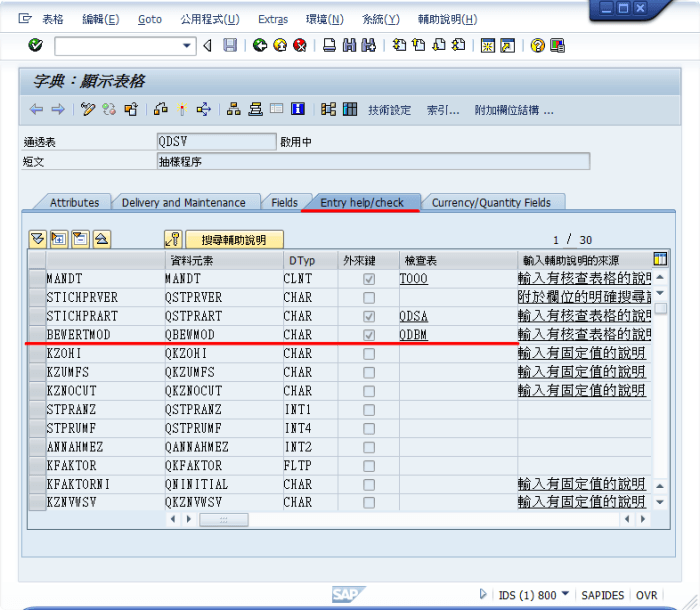 表格 編輯(E) Goto 公用程式(U) Extras 環境(N) 系統(Y) 輔助說明(H)
字典：顯示表格
技術設定 索引... 附加欄位結構 ...
通透表 QDSV 啟用中
短文 抽樣程序
Attributes Delivery and Maintenance Fields Entry help/check Currency/Quantity Fields
搜尋輔助說明 1 / 30
資料元素 DTyp 外來鍵 檢查表 輸入輔助說明的來源
MANDT MANDT CLNT T000 輸入有核查表格的說
STICHPRVER QSTPRVER CHAR 附於欄位的明確搜尋
STICHPRART QSTPRART CHAR QDSA 輸入有核查表格的說
BEWERTMOD QBEWMOD CHAR QDBM 輸入有核查表格的說
KZOHI QKZOHI CHAR 輸入有固定值的說明
KZUMFS QKZUMFS CHAR 輸入有固定值的說明
KZNOCUT QKZNOCUT CHAR 輸入有固定值的說明
STPRANZ QSTPRANZ INT1
STPRUMF QSTPRUMF INT4
ANNAHMEZ QANNAHMEZ INT2
KFAKTOR QKFAKTOR FLTP
KFAKTORNI QNINITIAL CHAR 輸入有固定值的說明
KZNVWSV QKZNVWSV CHAR 輸入有固定值的說明
SAP IDS (1) 800 SAPIDES OVR